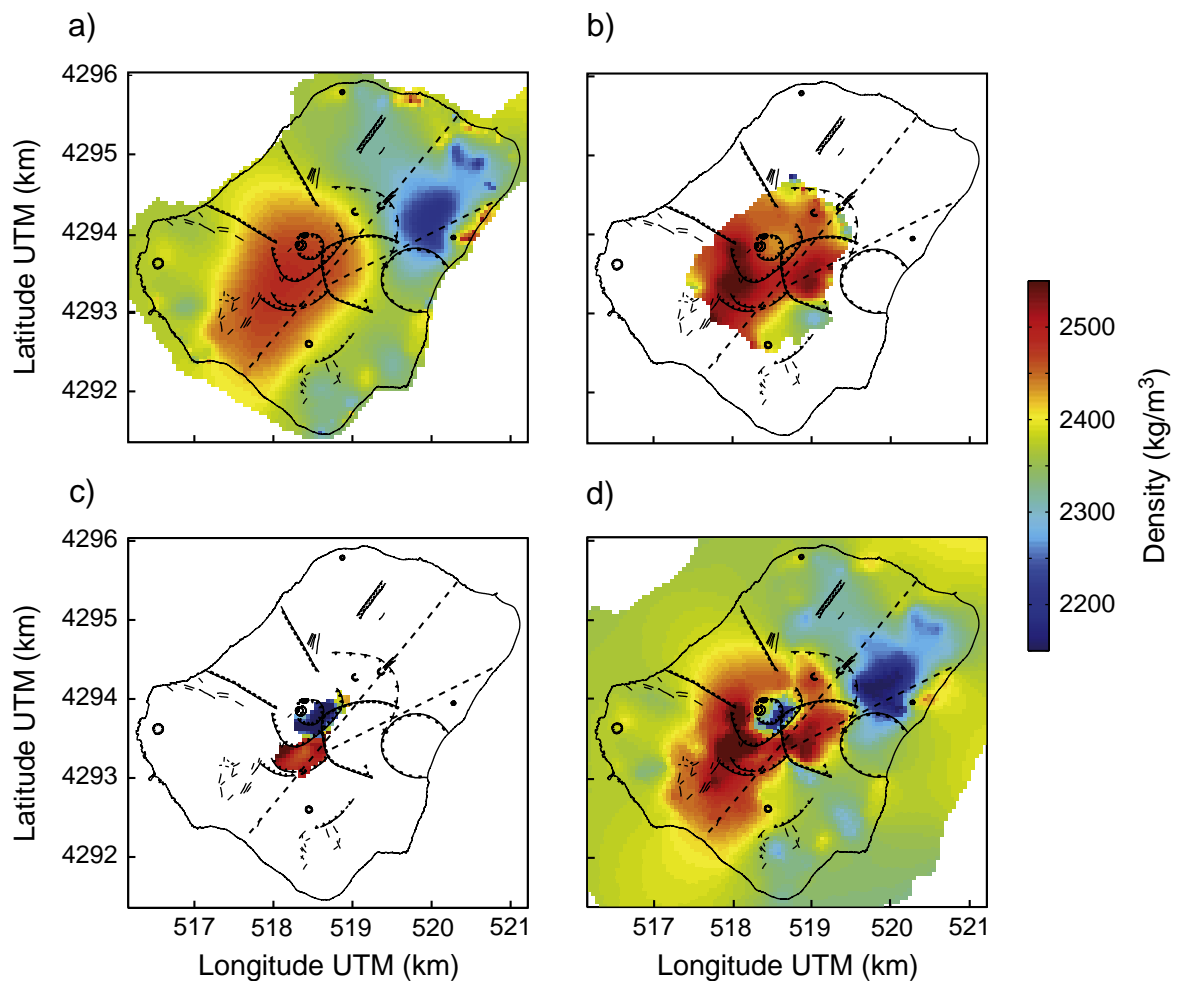 a)
b)
4296
4295
4294
4293
4292
Latitude UTM (km)
2500
2400
2300
2200
Density (kg/m³)
c)
d)
4296
4295
4294
4293
4292
Latitude UTM (km)
517 518 519 520 521
517 518 519 520 521
Longitude UTM (km)
Longitude UTM (km)